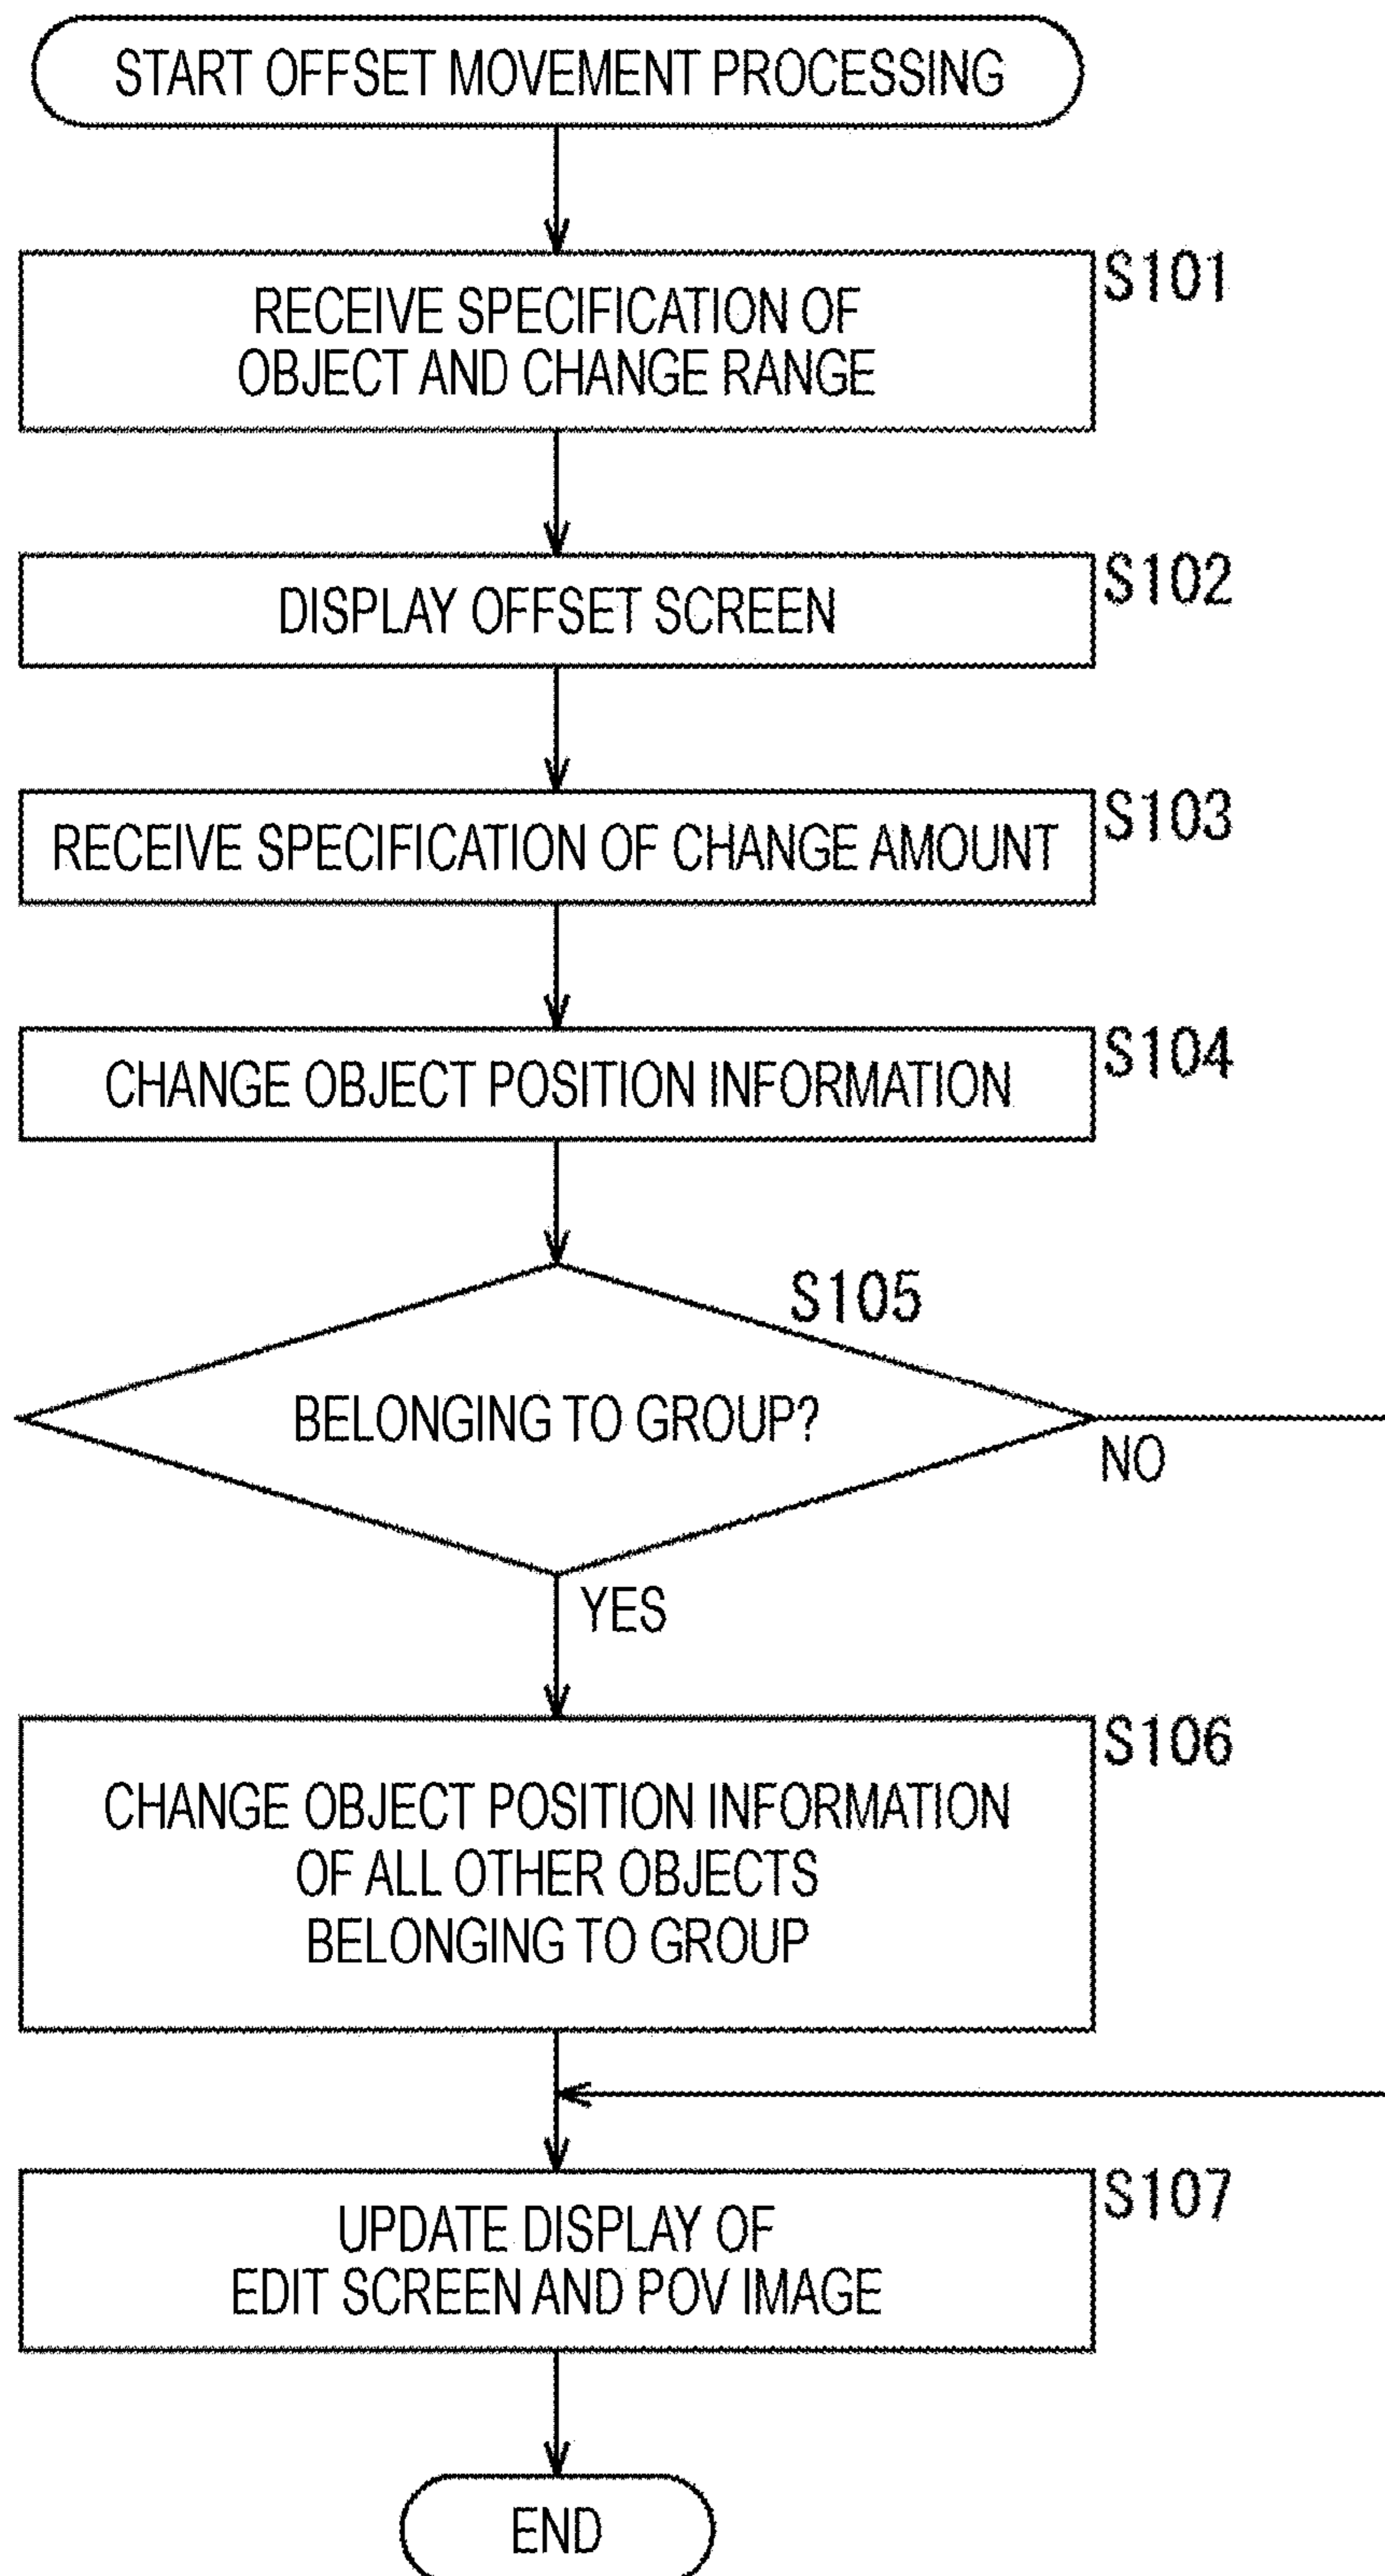 START OFFSET MOVEMENT PROCESSING
S101
RECEIVE SPECIFICATION OF
OBJECT AND CHANGE RANGE
S102
DISPLAY OFFSET SCREEN
S103
RECEIVE SPECIFICATION OF CHANGE AMOUNT
S104
CHANGE OBJECT POSITION INFORMATION
S105
BELONGING TO GROUP?
NO
YES
S106
CHANGE OBJECT POSITION INFORMATION
OF ALL OTHER OBJECTS
BELONGING TO GROUP
S107
UPDATE DISPLAY OF
EDIT SCREEN AND POV IMAGE
END